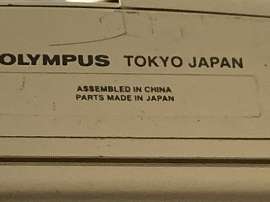 OLYMPUS TOKYO JAPAN
ASSEMBLED IN CHINA
PARTS MADE IN JAPAN